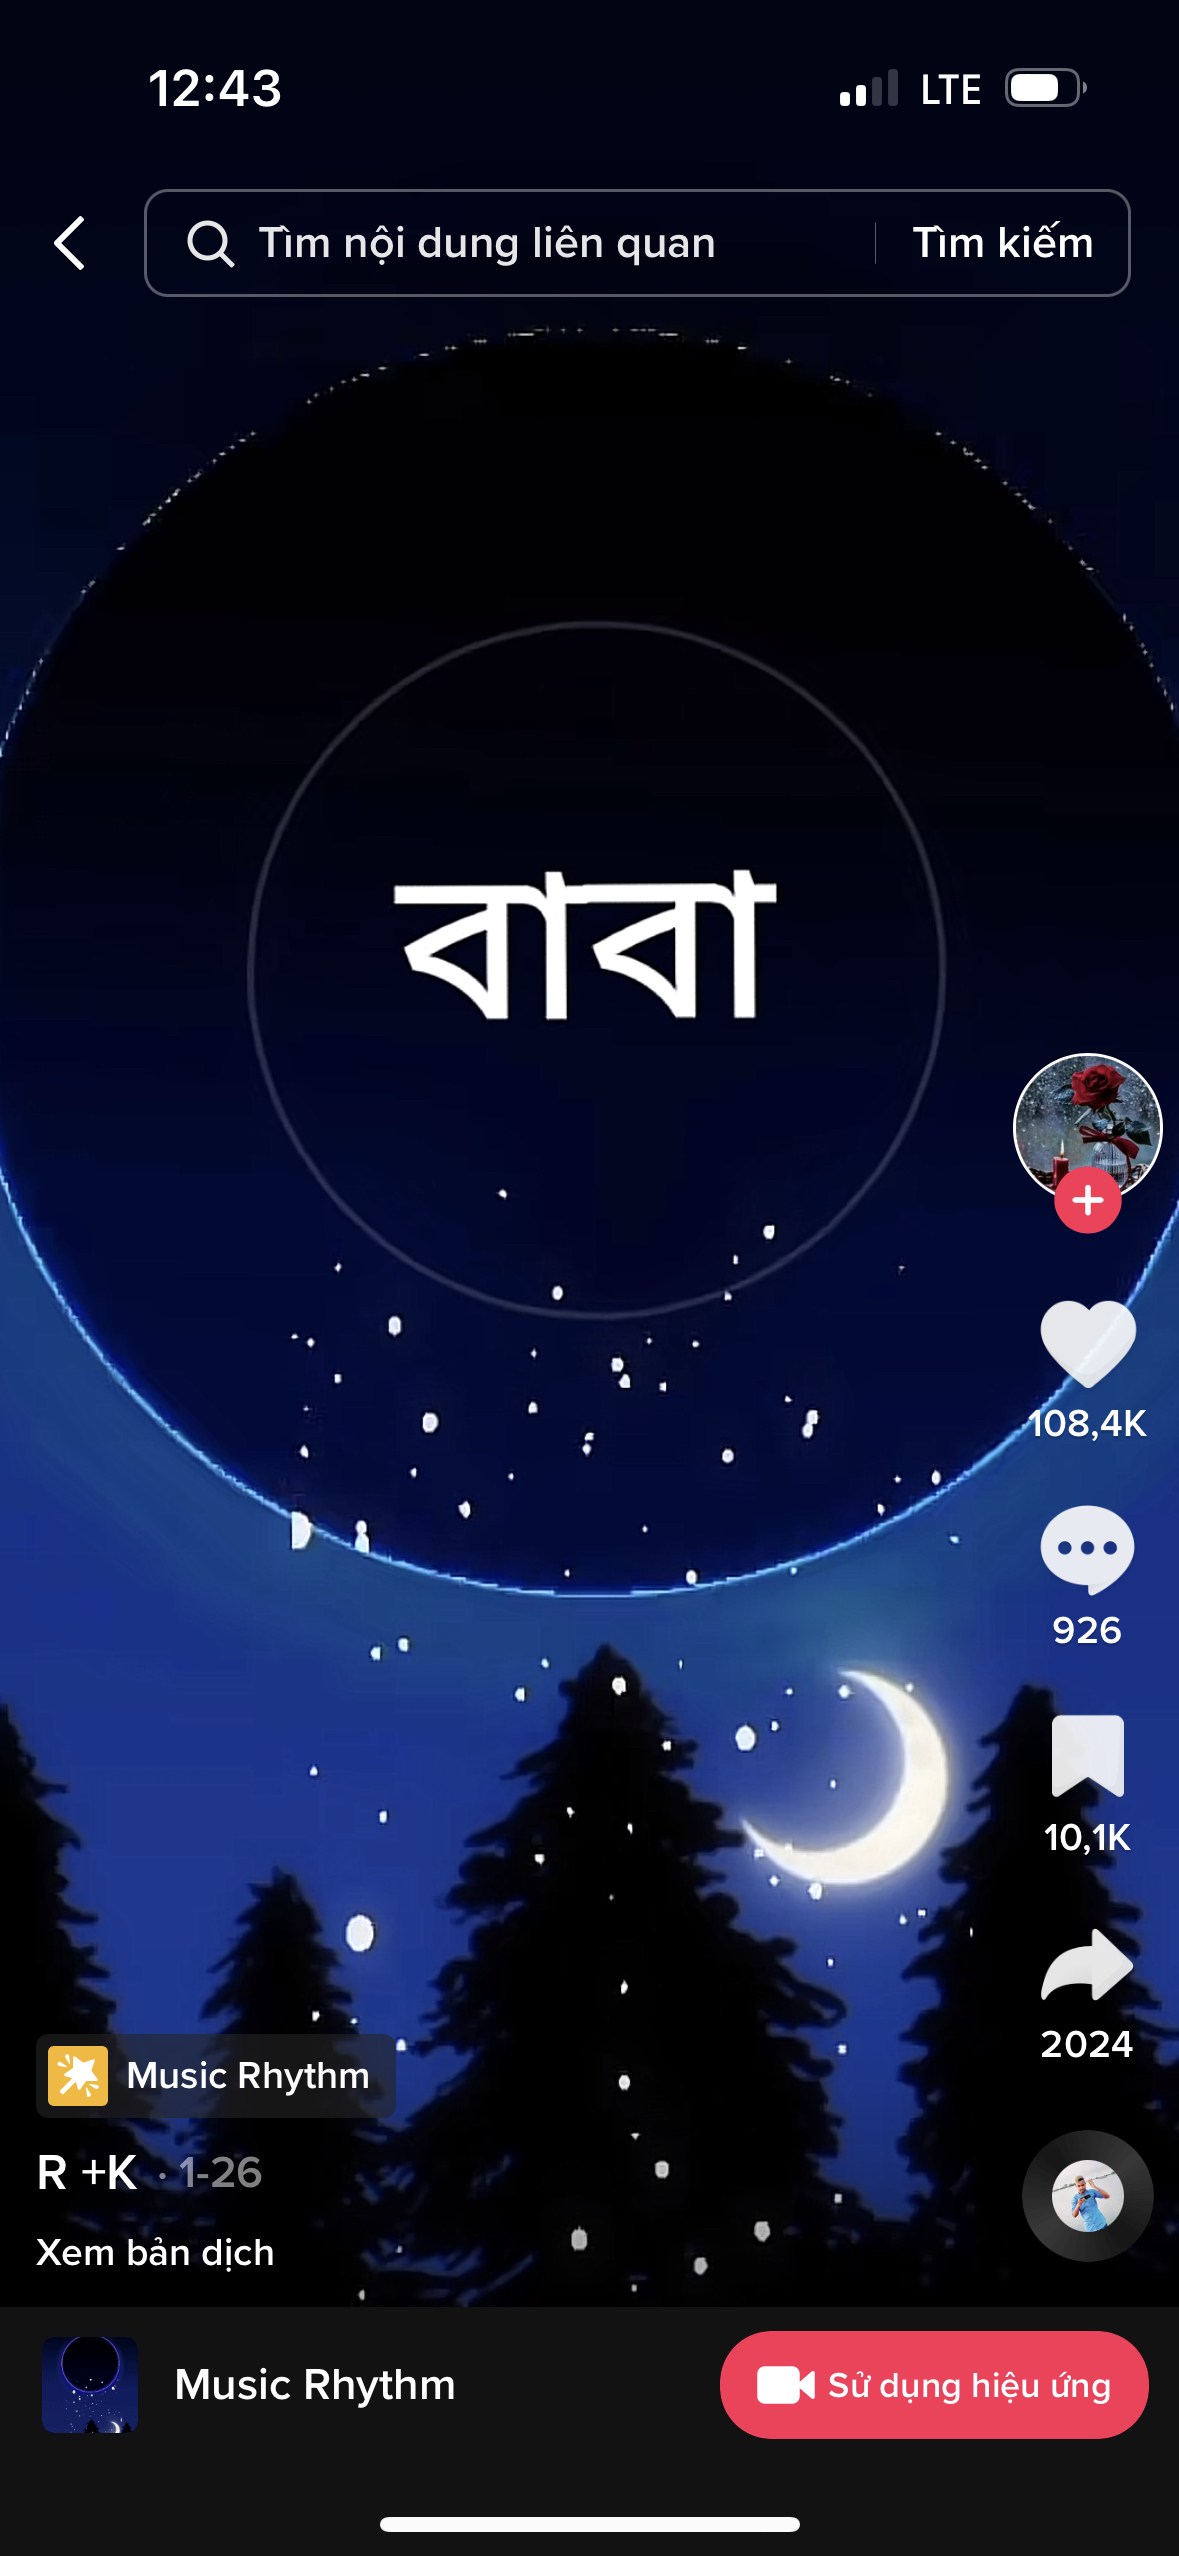 12:43
LTE
Tìm nội dung liên quan
Tìm kiếm
বাবা
108,4K
926
10,1K
2024
Music Rhythm
R +K · 1-26
Xem bản dịch
Music Rhythm
Sử dụng hiệu ứng